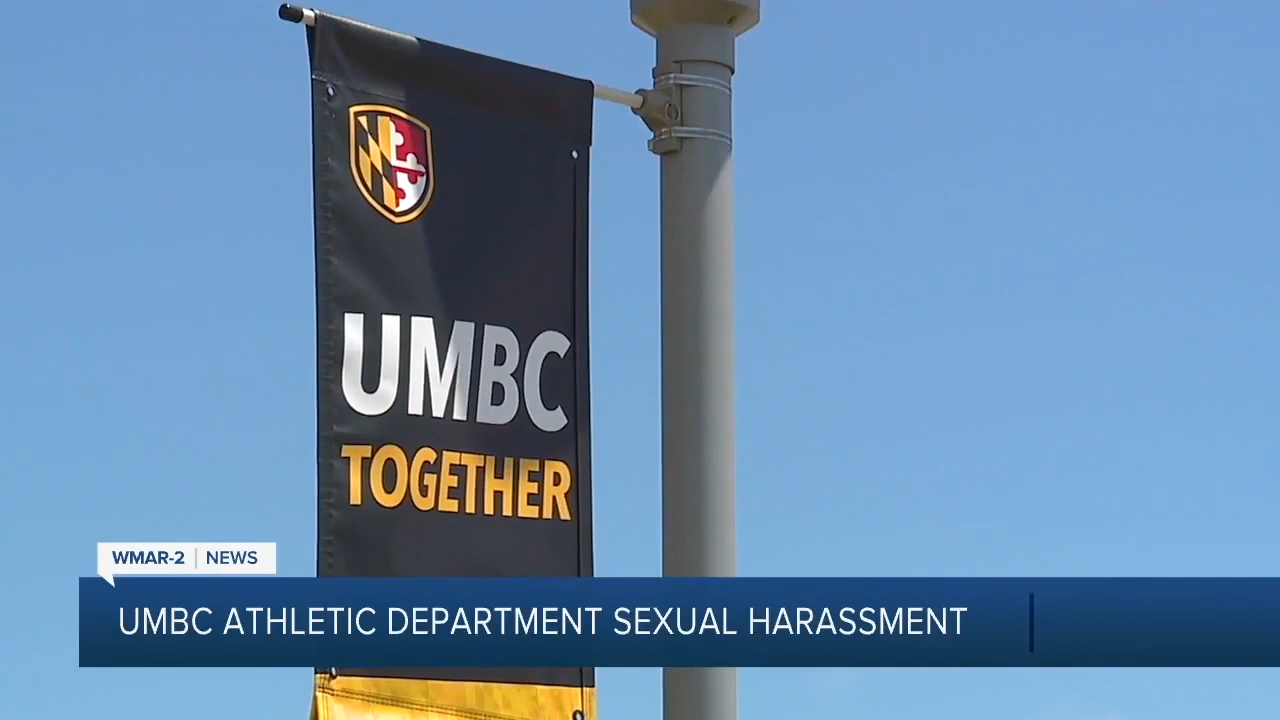 UMBC
TOGETHER
WMAR-2 | NEWS
UMBC ATHLETIC DEPARTMENT SEXUAL HARASSMENT